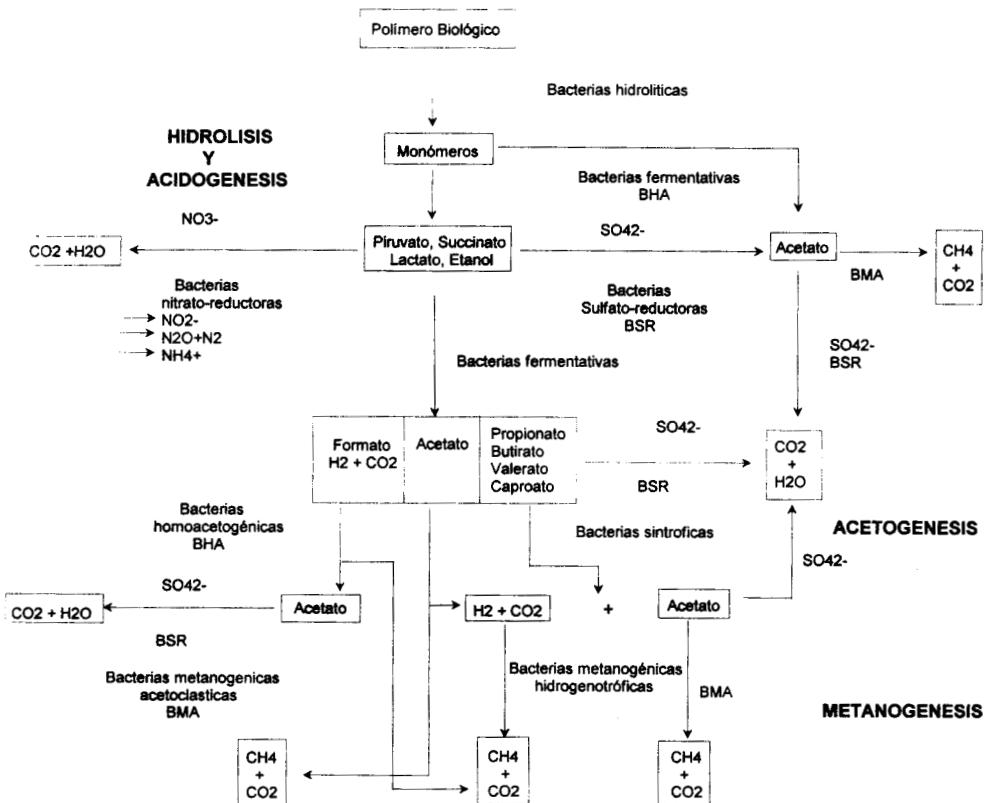 Polímero Biológico
Bacterias hidroliticas
HIDROLISIS
Y
ACIDOGENESIS
Monómeros
Bacterias fermentativas
BHA
NO3-
CO2 +H2O
Piruvato, Succinato
Lactato, Etanol
SO42-
Acetato
BMA
CH4
+
CO2
Bacterias
nitrato-reductoras
NO2-
N2O+N2
NH4+
Bacterias
Sulfato-reductoras
BSR
SO42-
BSR
Bacterias fermentativas
Formato
H2 + CO2
Acetato
Propionato
Butirato
Valerato
Caproato
SO42-
BSR
CO2
+
H2O
Bacterias
homoacetogénicas
BHA
Bacterias sintroficas
ACETOGENESIS
SO42-
SO42-
CO2 + H2O
Acetato
H2 + CO2
+
Acetato
BSR
Bacterias metanogenicas
acetoclasticas
BMA
Bacterias metanogénicas
hidrogenotróficas
BMA
METANOGENESIS
CH4
+
CO2
CH4
+
CO2
CH4
+
CO2